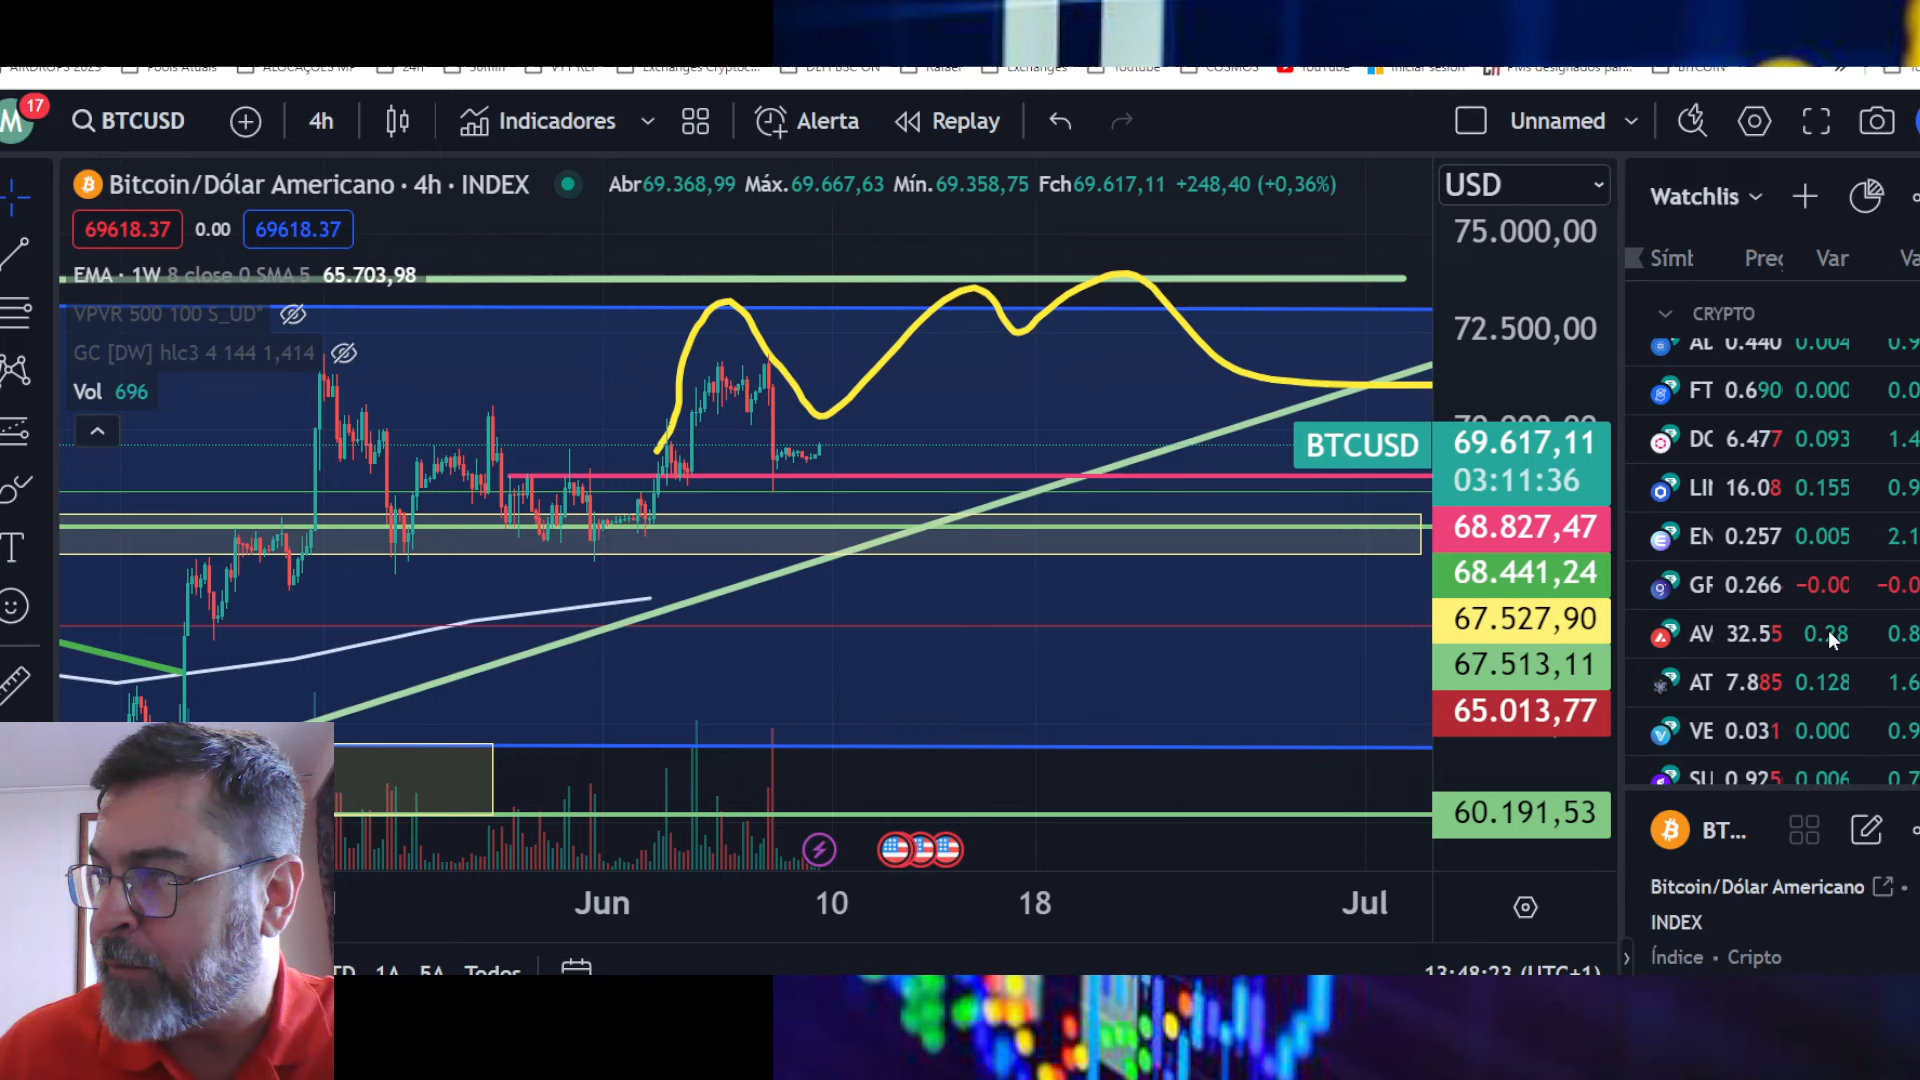 AIRDROPS 2023 Pools Atuais ALOCAÇÕES MP 24h 30min Exchanges Cryptoc... DEFI BSC ON Rafael Exchanges Youtube COSMOS YouTube Iniciar sesión PMs designados par... BITCOIN
M 17 BTCUSD 4h Indicadores Alerta Replay Unnamed
Bitcoin/Dólar Americano · 4h · INDEX Abr69.368,99 Máx.69.667,63 Mín.69.358,75 Fch69.617,11 +248,40 (+0,36%)
69618.37 0.00 69618.37
EMA · 1W 8 close 0 SMA 5 65.703,98
VPVR 500 100 S_UD*
GC [DW] hlc3 4 144 1,414
Vol 696
USD
75.000,00
72.500,00
BTCUSD 69.617,11
03:11:36
68.827,47
68.441,24
67.527,90
67.513,11
65.013,77
60.191,53
Jun 10 18 Jul
1A 5A Todos
13:48:23 (UTC+1)
Watchlis
Símb Prec Var Va
CRYPTO
AL 0.440 0.004 0.9
FT 0.690 0.000 0.0
DO 6.477 0.093 1.4
LIN 16.08 0.155 0.9
EN 0.257 0.005 2.1
GR 0.266 −0.00 −0.0
AV 32.55 0.28 0.8
AT 7.885 0.128 1.6
VE 0.031 0.000 0.9
SU 0.925 0.006 0.7
BT...
Bitcoin/Dólar Americano
INDEX
Índice • Cripto